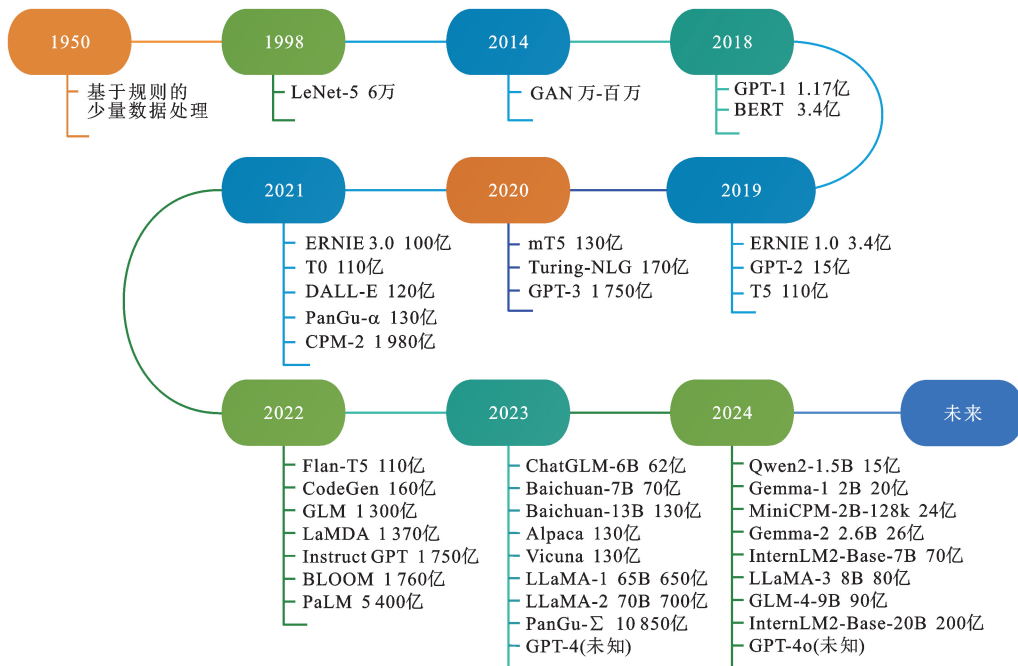 1950
基于规则的
少量数据处理
1998
LeNet-5 6万
2014
GAN 万-百万
2018
GPT-1 1.17亿
BERT 3.4亿
2019
ERNIE 1.0 3.4亿
GPT-2 15亿
T5 110亿
2020
mT5 130亿
Turing-NLG 170亿
GPT-3 1 750亿
2021
ERNIE 3.0 100亿
T0 110亿
DALL-E 120亿
PanGu-α 130亿
CPM-2 1 980亿
2022
Flan-T5 110亿
CodeGen 160亿
GLM 1 300亿
LaMDA 1 370亿
Instruct GPT 1 750亿
BLOOM 1 760亿
PaLM 5 400亿
2023
ChatGLM-6B 62亿
Baichuan-7B 70亿
Baichuan-13B 130亿
Alpaca 130亿
Vicuna 130亿
LLaMA-1 65B 650亿
LLaMA-2 70B 700亿
PanGu-Σ 10 850亿
GPT-4(未知)
2024
Qwen2-1.5B 15亿
Gemma-1 2B 20亿
MiniCPM-2B-128k 24亿
Gemma-2 2.6B 26亿
InternLM2-Base-7B 70亿
LLaMA-3 8B 80亿
GLM-4-9B 90亿
InternLM2-Base-20B 200亿
GPT-4o(未知)
未来